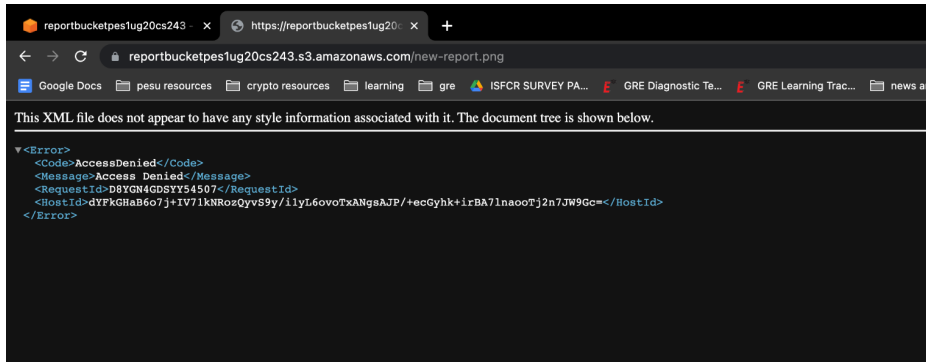 reportbucketpes1ug20cs243 -
https://reportbucketpes1ug20c
reportbucketpes1ug20cs243.s3.amazonaws.com/new-report.png
Google Docs pesu resources crypto resources learning gre ISFCR SURVEY PA... GRE Diagnostic Te... GRE Learning Trac... news a
This XML file does not appear to have any style information associated with it. The document tree is shown below.
▼<Error>
<Code>AccessDenied</Code>
<Message>Access Denied</Message>
<RequestId>D8YGN4GDSYY54507</RequestId>
<HostId>dYFkGHaB6o7j+IV71kNRozQyvS9y/i1yL6ovoTxANgsAJP/+ecGyhk+irBA7lnaooTj2n7JW9Gc=</HostId>
</Error>